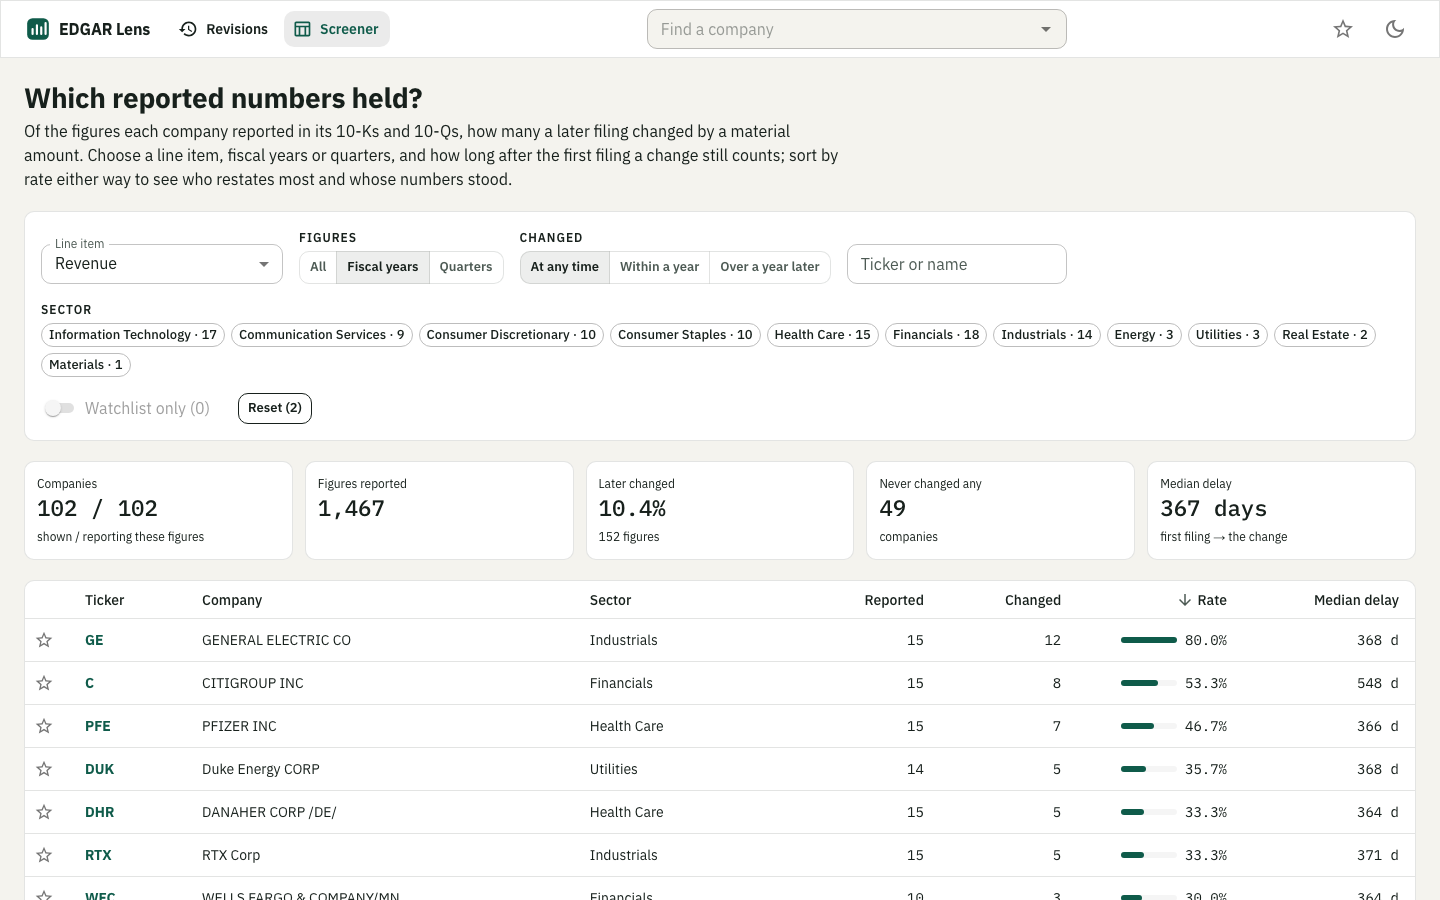 EDGAR Lens Revisions Screener Find a company
Which reported numbers held?
Of the figures each company reported in its 10-Ks and 10-Qs, how many a later filing changed by a material
amount. Choose a line item, fiscal years or quarters, and how long after the first filing a change still counts; sort by
rate either way to see who restates most and whose numbers stood.
Line item
Revenue
FIGURES
All Fiscal years Quarters
CHANGED
At any time Within a year Over a year later
Ticker or name
SECTOR
Information Technology · 17 Communication Services · 9 Consumer Discretionary · 10 Consumer Staples · 10 Health Care · 15 Financials · 18 Industrials · 14 Energy · 3 Utilities · 3 Real Estate · 2
Materials · 1
Watchlist only (0) Reset (2)
Companies
102 / 102
shown / reporting these figures
Figures reported
1,467
Later changed
10.4%
152 figures
Never changed any
49
companies
Median delay
367 days
first filing → the change
Ticker Company Sector Reported Changed ↓ Rate Median delay
GE GENERAL ELECTRIC CO Industrials 15 12 80.0% 368 d
C CITIGROUP INC Financials 15 8 53.3% 548 d
PFE PFIZER INC Health Care 15 7 46.7% 366 d
DUK Duke Energy CORP Utilities 14 5 35.7% 368 d
DHR DANAHER CORP /DE/ Health Care 15 5 33.3% 364 d
RTX RTX Corp Industrials 15 5 33.3% 371 d
WFC WELLS FARGO & COMPANY/MN Financials 10 3 30.0% 364 d